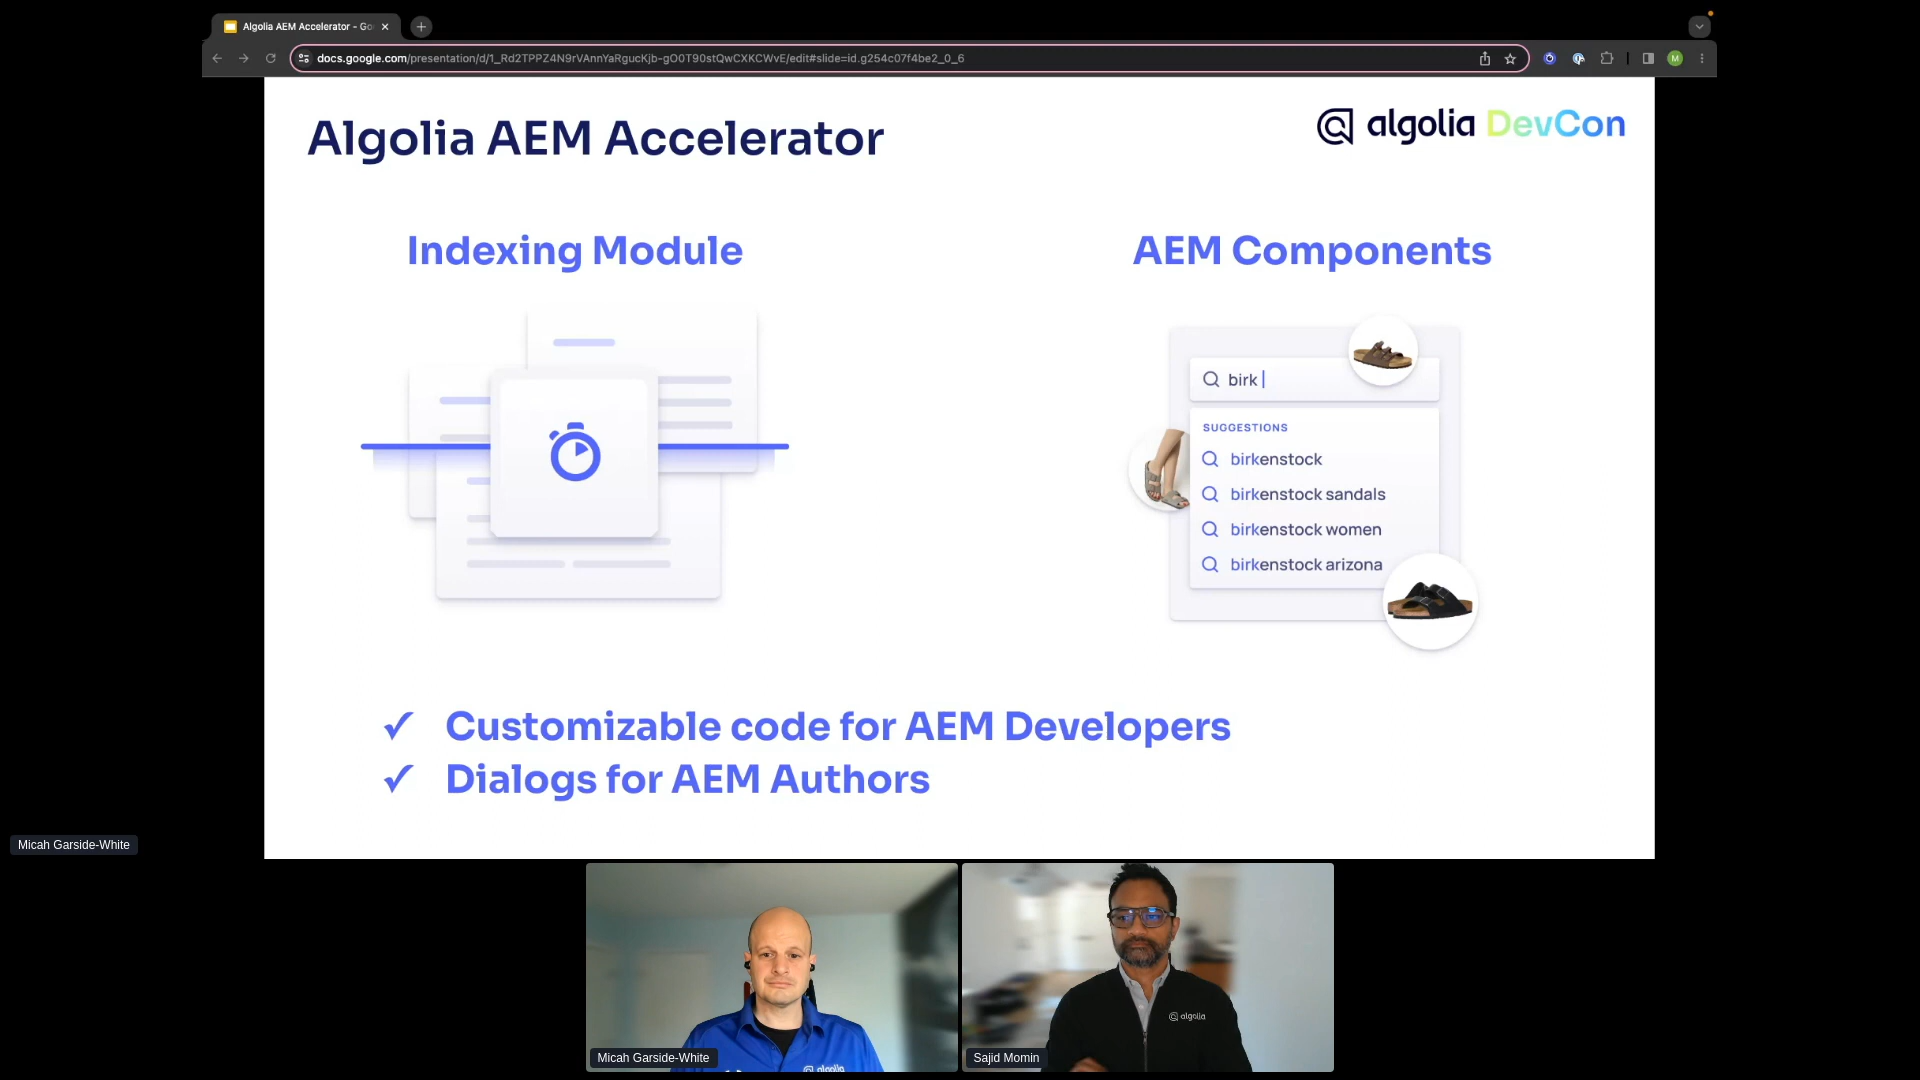 Algolia AEM Accelerator - Go
docs.google.com/presentation/d/1_Rd2TPPZ4N9rVAnnYaRgucKjb-gO0T90stQwCXKCWvE/edit#slide=id.g254c07f4be2_0_6
M
Algolia AEM Accelerator
algolia DevCon
Indexing Module
AEM Components
birk
SUGGESTIONS
birkenstock
birkenstock sandals
birkenstock women
birkenstock arizona
✓ Customizable code for AEM Developers
✓ Dialogs for AEM Authors
Micah Garside-White
algolia
Micah Garside-White
algolia
Sajid Momin